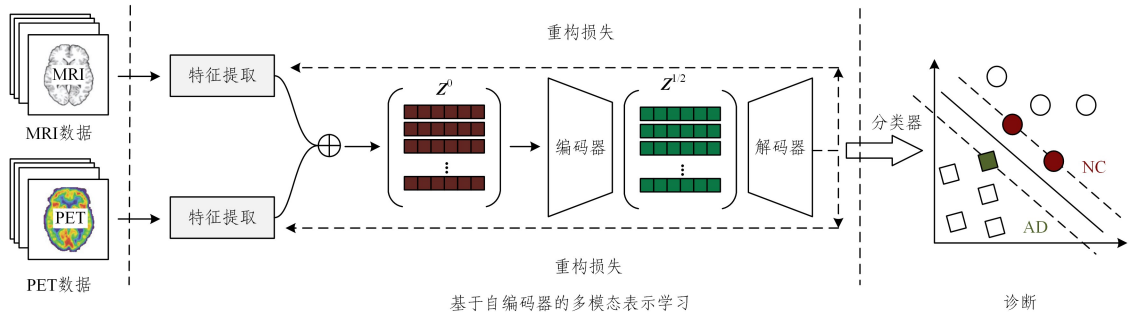 重构损失
MRI
特征提取
Z^0
Z^{1/2}
MRI数据
分类器
编码器
解码器
NC
PET
特征提取
AD
重构损失
PET数据
基于自编码器的多模态表示学习
诊断